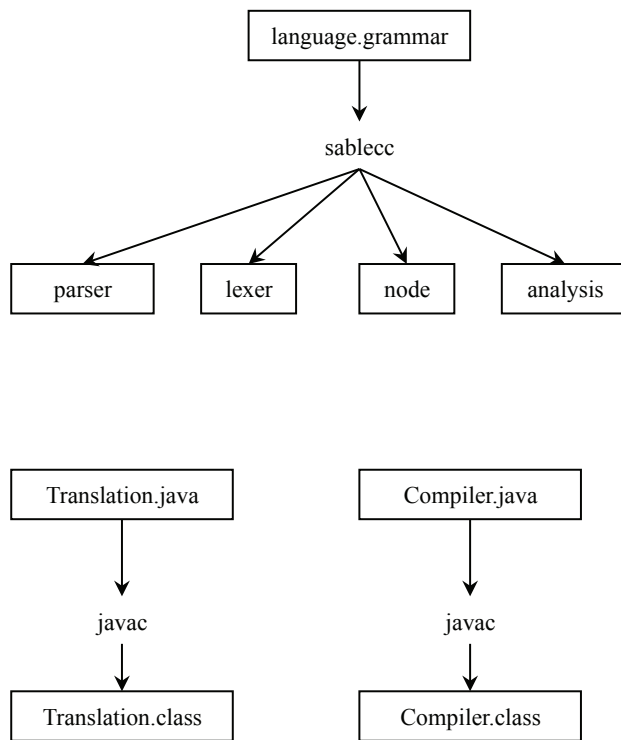 language.grammar
sablecc
parser lexer node analysis
Translation.java Compiler.java
javac javac
Translation.class Compiler.class